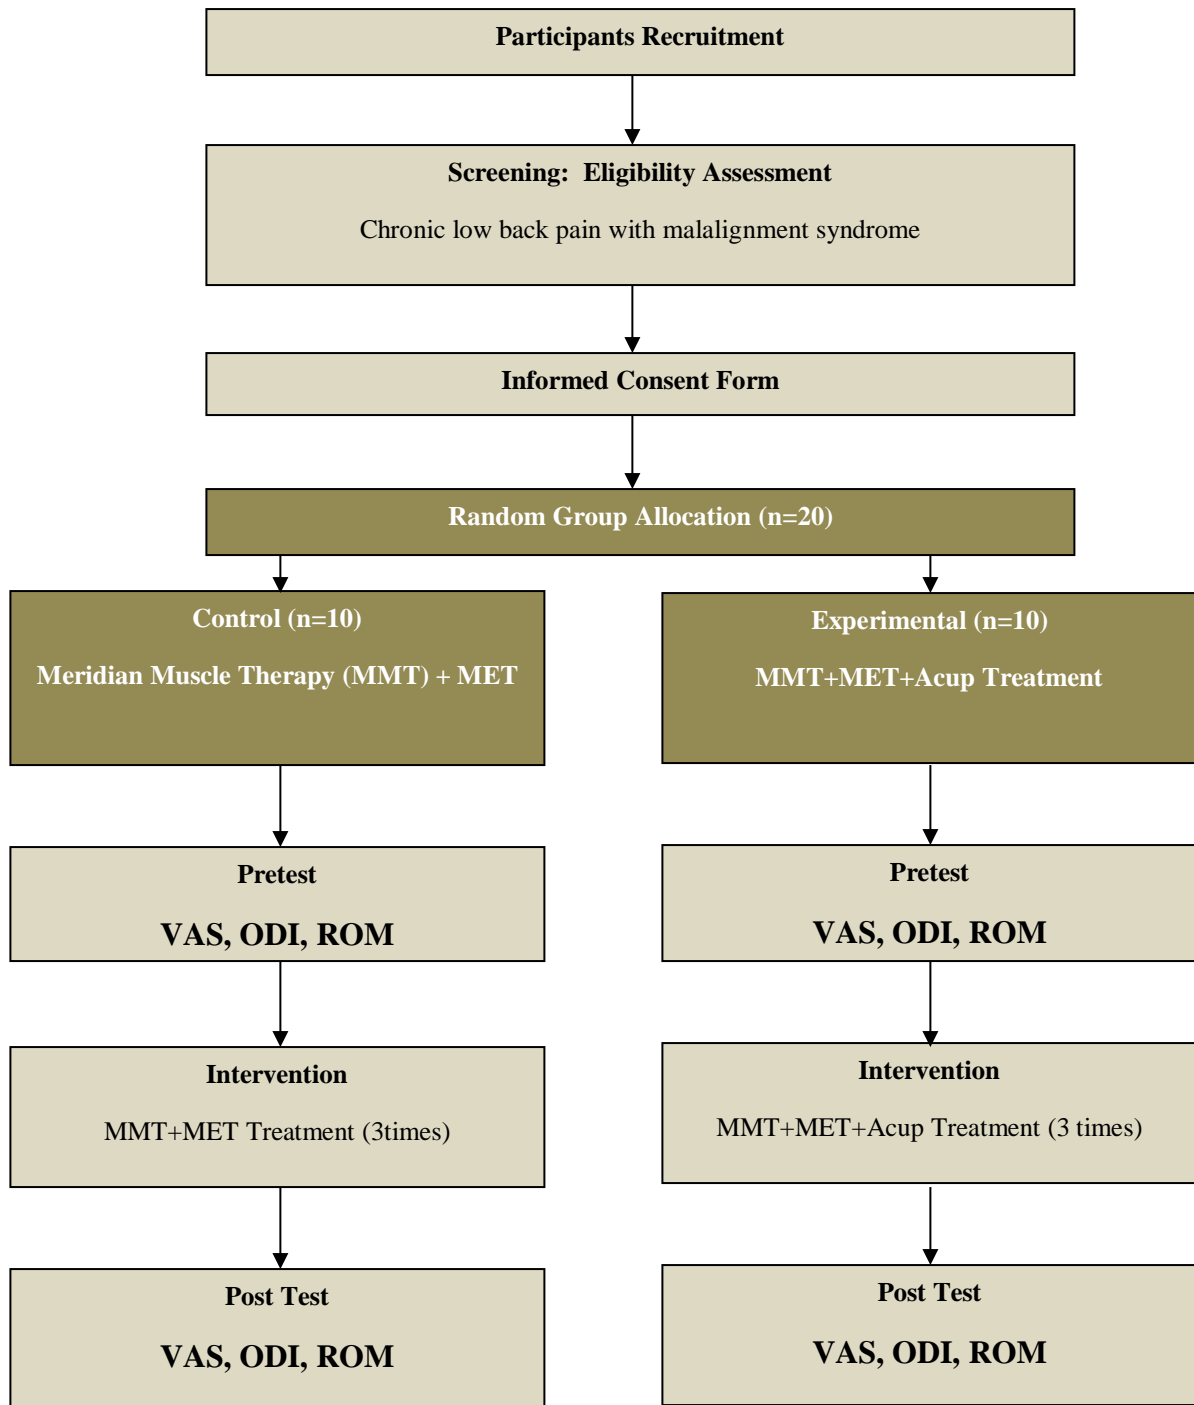 Participants Recruitment
Screening:  Eligibility Assessment
Chronic low back pain with malalignment syndrome
Informed Consent Form
Random Group Allocation (n=20)
Control (n=10)
Meridian Muscle Therapy (MMT) + MET
Experimental (n=10)
MMT+MET+Acup Treatment
Pretest
VAS, ODI, ROM
Pretest
VAS, ODI, ROM
Intervention
MMT+MET Treatment (3times)
Intervention
MMT+MET+Acup Treatment (3 times)
Post Test
VAS, ODI, ROM
Post Test
VAS, ODI, ROM